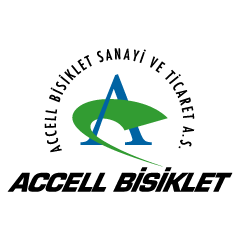 ACCELL BİSİKLET SANAYİ VE TİCARET A.Ş.
A
ACCELL BİSİKLET